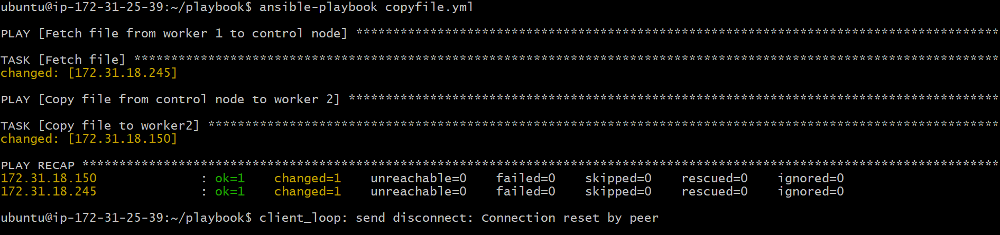 ubuntu@ip-172-31-25-39:~/playbook$ ansible-playbook copyfile.yml
PLAY [Fetch file from worker 1 to control node] ***************************************************************************************
TASK [Fetch file] *********************************************************************************************************************
changed: [172.31.18.245]
PLAY [Copy file from control node to worker 2] ****************************************************************************************
TASK [Copy file to worker2] ***********************************************************************************************************
changed: [172.31.18.150]
PLAY RECAP ****************************************************************************************************************************
172.31.18.150              : ok=1    changed=1    unreachable=0    failed=0    skipped=0    rescued=0    ignored=0
172.31.18.245              : ok=1    changed=1    unreachable=0    failed=0    skipped=0    rescued=0    ignored=0
ubuntu@ip-172-31-25-39:~/playbook$ client_loop: send disconnect: Connection reset by peer